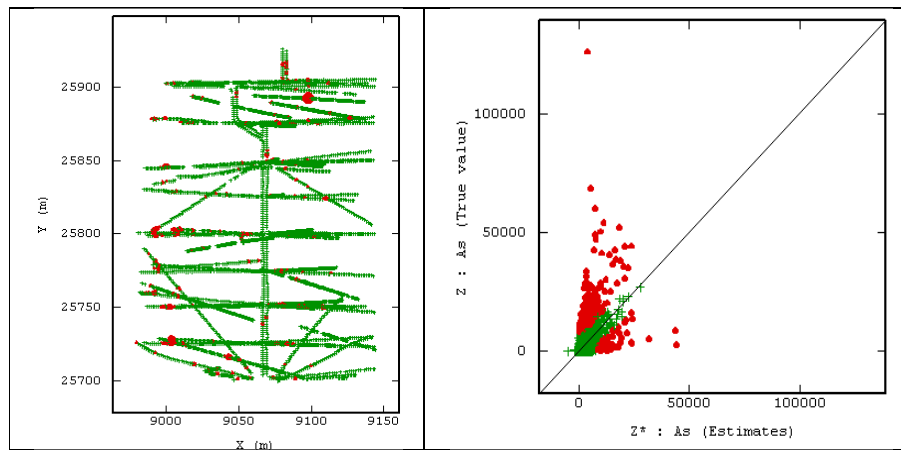 25900
25850
25800
25750
25700
Y (m)
9000 9050 9100 9150
X (m)
100000
50000
0
Z : As (True value)
0 50000 100000
Z* : As (Estimates)